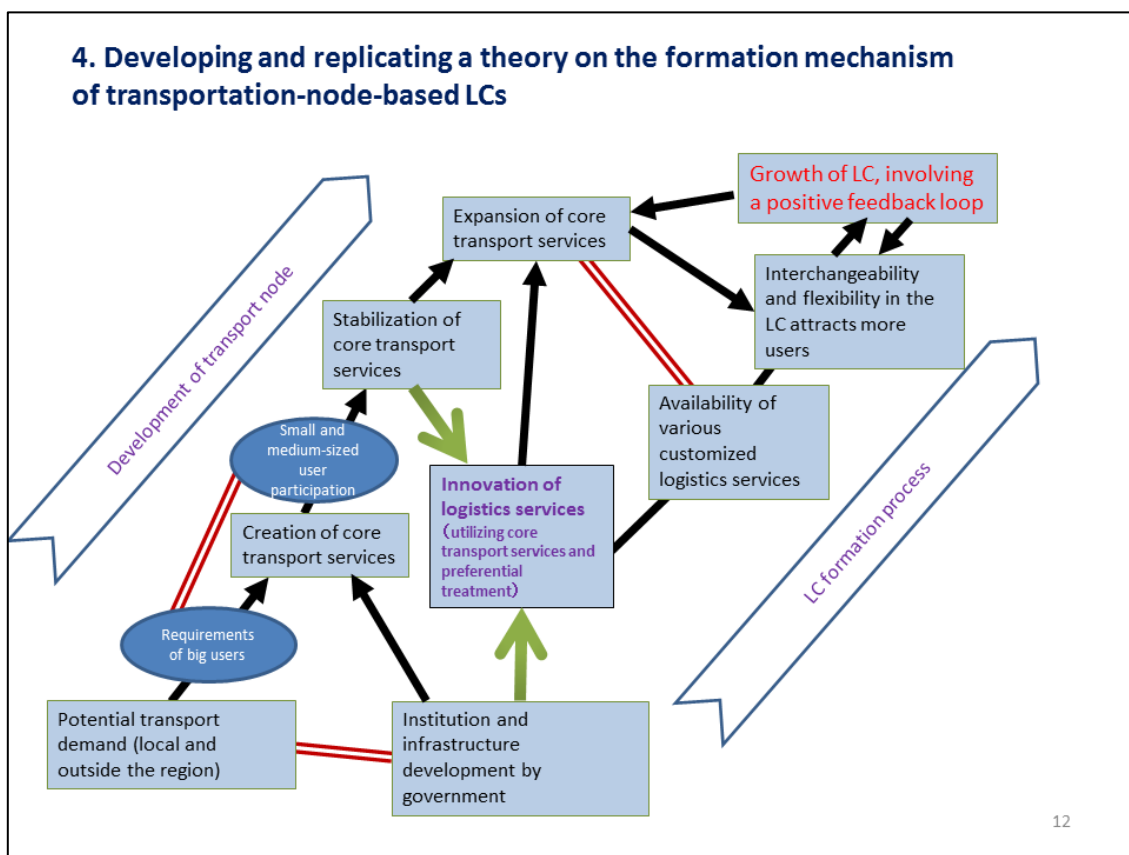 4. Developing and replicating a theory on the formation mechanism
of transportation-node-based LCs
Growth of LC, involving
a positive feedback loop
Expansion of core
transport services
Interchangeability
and flexibility in the
LC attracts more
users
Development of transport node
Stabilization of
core transport
services
Availability of
various
customized
logistics services
Small and
medium-sized
user
participation
Innovation of
logistics services
(utilizing core
transport services and
preferential
treatment)
Creation of core
transport services
LC formation process
Requirements
of big users
Potential transport
demand (local and
outside the region)
Institution and
infrastructure
development by
government
12